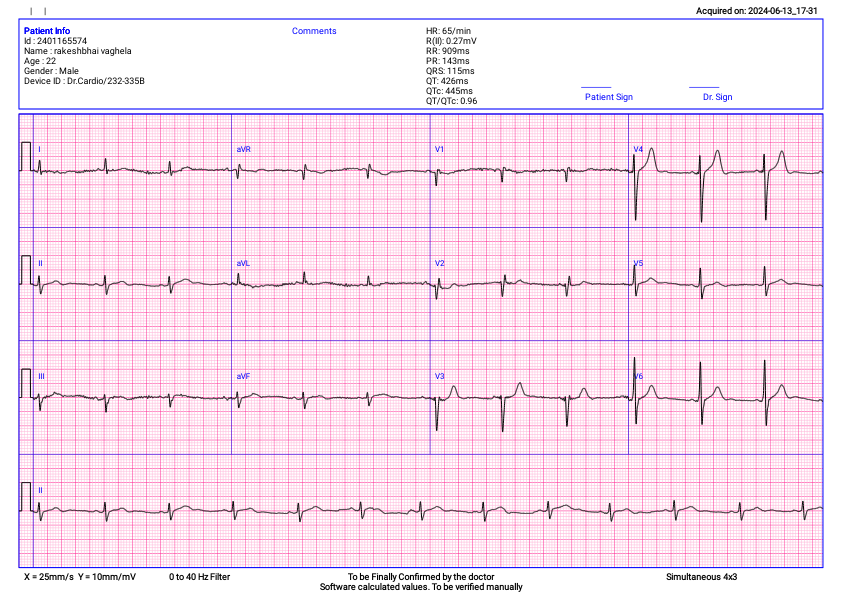 Acquired on: 2024-06-13_17-31
Patient Info
Id : 2401165574
Name : rakeshbhai vaghela
Age : 22
Gender : Male
Device ID : Dr.Cardio/232-335B
Comments
HR: 65/min
R(II): 0.27mV
RR: 909ms
PR: 143ms
QRS: 115ms
QT: 426ms
QTc: 445ms
QT/QTc: 0.96
Patient Sign
Dr. Sign
I aVR V1 V4
II aVL V2 V5
III aVF V3 V6
II
X = 25mm/s Y = 10mm/mV 0 to 40 Hz Filter To be Finally Confirmed by the doctor Simultaneous 4x3
Software calculated values. To be verified manually